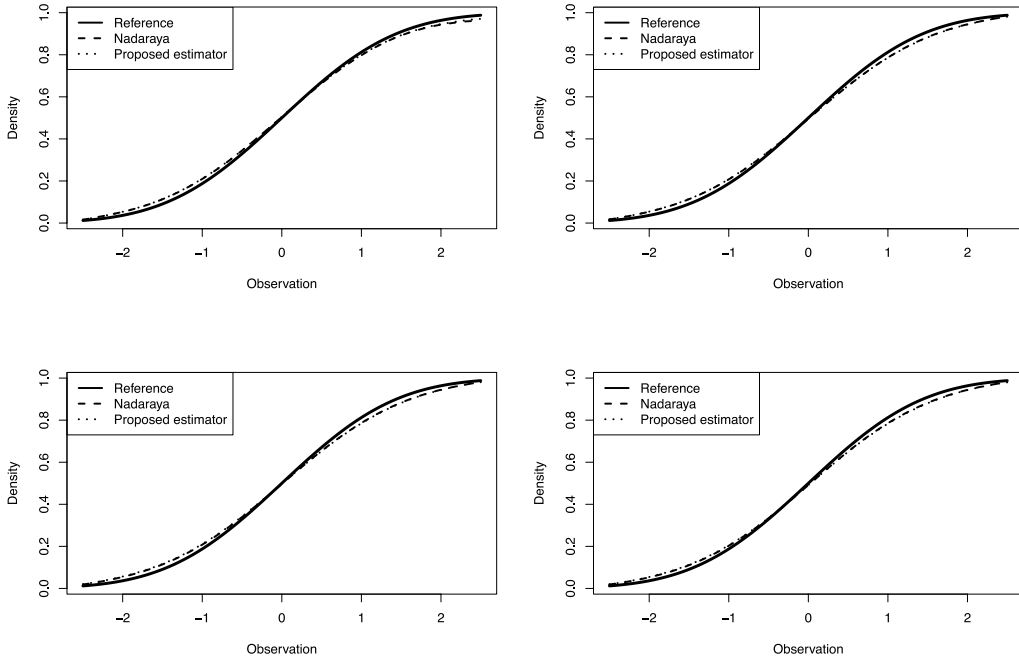 Reference
Nadaraya
Proposed estimator
Density
0.0 0.2 0.4 0.6 0.8 1.0
−2 −1 0 1 2
Observation
Reference
Nadaraya
Proposed estimator
Density
0.0 0.2 0.4 0.6 0.8 1.0
−2 −1 0 1 2
Observation
Reference
Nadaraya
Proposed estimator
Density
0.0 0.2 0.4 0.6 0.8 1.0
−2 −1 0 1 2
Observation
Reference
Nadaraya
Proposed estimator
Density
0.0 0.2 0.4 0.6 0.8 1.0
−2 −1 0 1 2
Observation